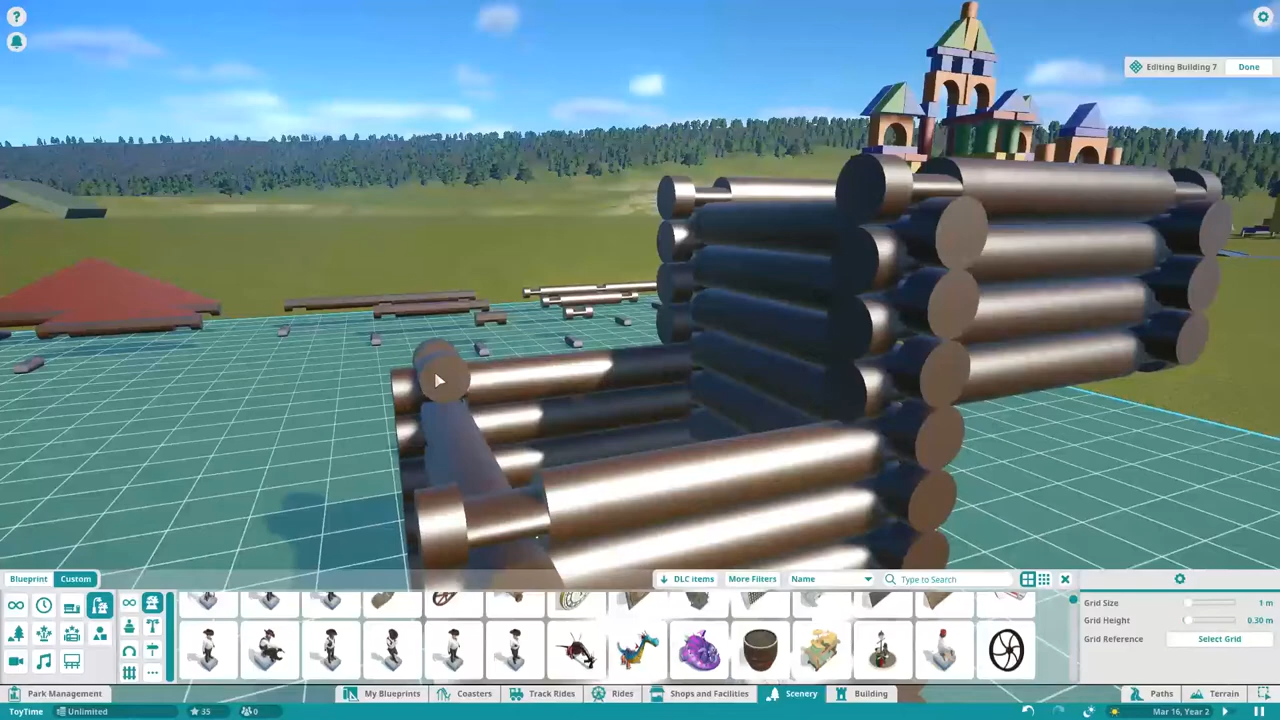 ?
Editing Building 7 Done
Blueprint Custom DLC items More Filters Name Type to Search
Grid Size 1 m
Grid Height 0.30 m
Grid Reference Select Grid
Park Management My Blueprints Coasters Track Rides Rides Shops and Facilities Scenery Building Paths Terrain
ToyTime Unlimited 35 0 Mar 16, Year 2